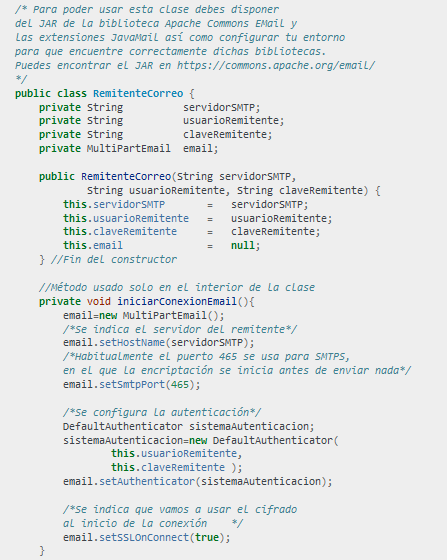 /* Para poder usar esta clase debes disponer
del JAR de la biblioteca Apache Commons EMail y
las extensiones JavaMail así como configurar tu entorno
para que encuentre correctamente dichas bibliotecas.
Puedes encontrar el JAR en https://commons.apache.org/email/
*/
public class RemitenteCorreo {
    private String          servidorSMTP;
    private String          usuarioRemitente;
    private String          claveRemitente;
    private MultiPartEmail  email;

    public RemitenteCorreo(String servidorSMTP,
            String usuarioRemitente, String claveRemitente) {
        this.servidorSMTP       =   servidorSMTP;
        this.usuarioRemitente   =   usuarioRemitente;
        this.claveRemitente     =   claveRemitente;
        this.email              =   null;
    } //Fin del constructor

    //Método usado solo en el interior de la clase
    private void iniciarConexionEmail(){
        email=new MultiPartEmail();
        /*Se indica el servidor del remitente*/
        email.setHostName(servidorSMTP);
        /*Habitualmente el puerto 465 se usa para SMTPS,
        en el que la encriptación se inicia antes de enviar nada*/
        email.setSmtpPort(465);

        /*Se configura la autenticación*/
        DefaultAuthenticator sistemaAutenticacion;
        sistemaAutenticacion=new DefaultAuthenticator(
                this.usuarioRemitente,
                this.claveRemitente );
        email.setAuthenticator(sistemaAutenticacion);

        /*Se indica que vamos a usar el cifrado
        al inicio de la conexión    */
        email.setSSLOnConnect(true);
    }